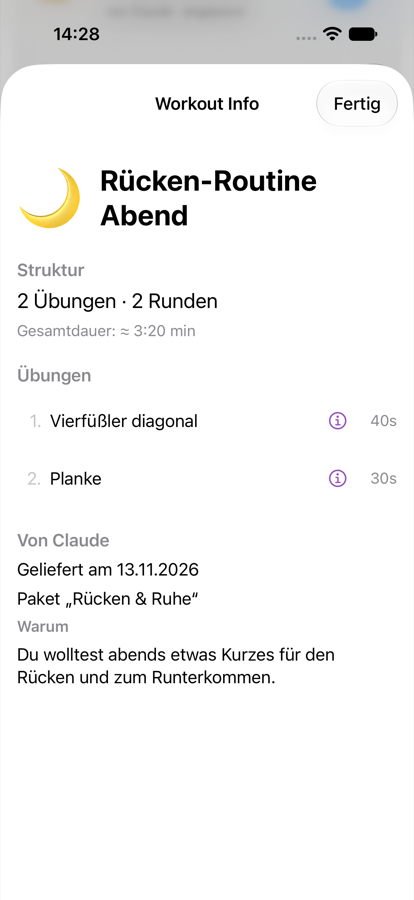 14:28
Workout Info
Fertig
Rücken-Routine
Abend
Struktur
2 Übungen · 2 Runden
Gesamtdauer: ≈ 3:20 min
Übungen
1. Vierfüßler diagonal 40s
2. Planke 30s
Von Claude
Geliefert am 13.11.2026
Paket „Rücken & Ruhe“
Warum
Du wolltest abends etwas Kurzes für den
Rücken und zum Runterkommen.